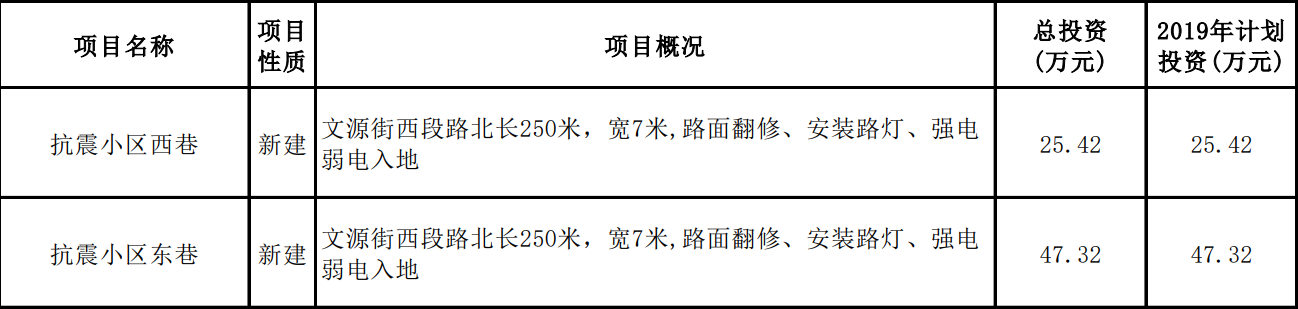 项目名称 项目性质 项目概况 总投资(万元) 2019年计划投资(万元)
抗震小区西巷 新建 文源街西段路北长250米，宽7米,路面翻修、安装路灯、强电弱电入地 25.42 25.42
抗震小区东巷 新建 文源街西段路北长250米，宽7米,路面翻修、安装路灯、强电弱电入地 47.32 47.32